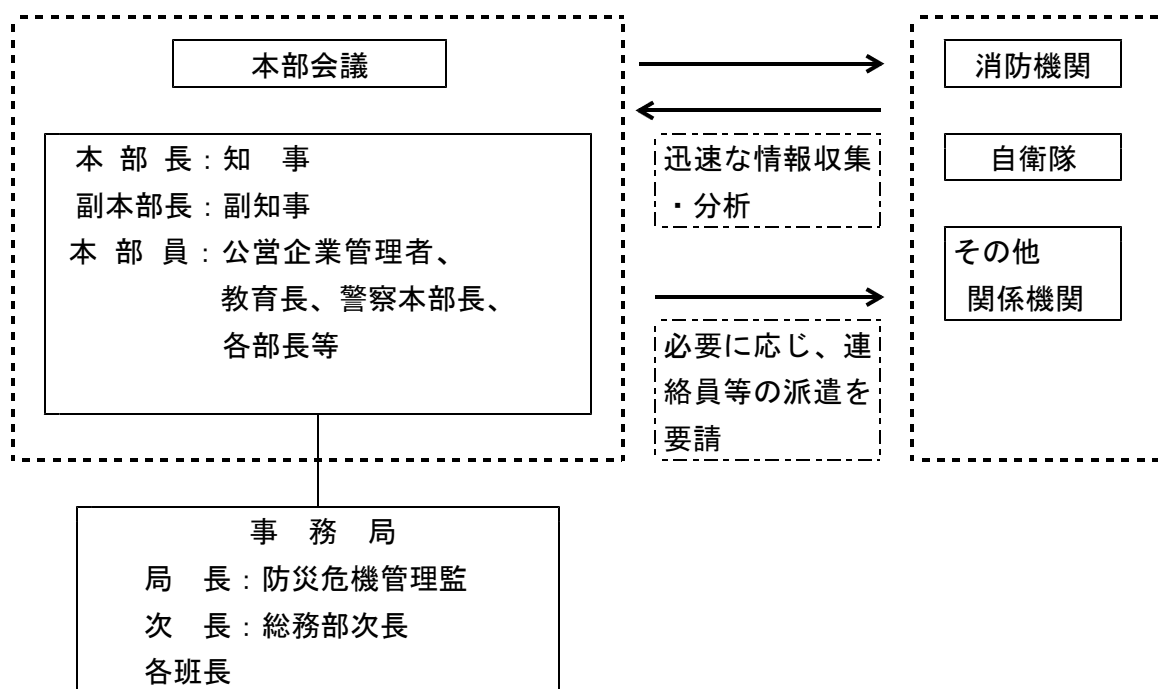 本部会議
本 部 長：知　事
副本部長：副知事
本 部 員：公営企業管理者、
教育長、警察本部長、
各部長等
迅速な情報収集
・分析
必要に応じ、連
絡員等の派遣を
要請
消防機関
自衛隊
その他
関係機関
事　務　局
局　長：防災危機管理監
次　長：総務部次長
各班長